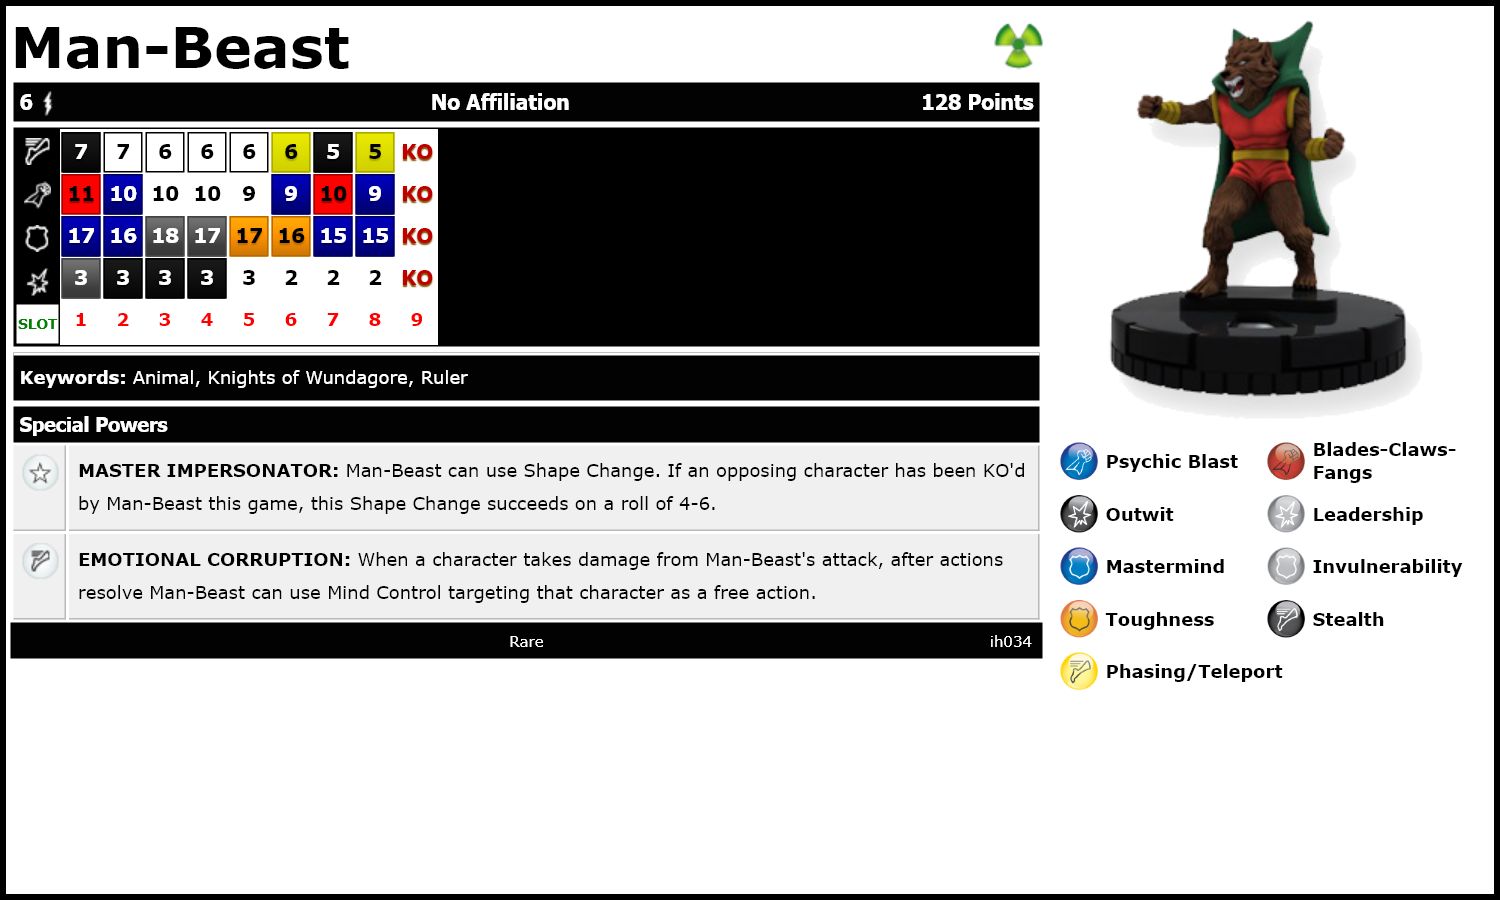 Man-Beast
6 No Affiliation 128 Points
7 7 6 6 6 6 5 5 KO
11 10 10 10 9 9 10 9 KO
17 16 18 17 17 16 15 15 KO
3 3 3 3 3 2 2 2 KO
SLOT 1 2 3 4 5 6 7 8 9
Keywords: Animal, Knights of Wundagore, Ruler
Special Powers
MASTER IMPERSONATOR: Man-Beast can use Shape Change. If an opposing character has been KO'd
by Man-Beast this game, this Shape Change succeeds on a roll of 4-6.
EMOTIONAL CORRUPTION: When a character takes damage from Man-Beast's attack, after actions
resolve Man-Beast can use Mind Control targeting that character as a free action.
Rare ih034
Psychic Blast
Blades-Claws-
Fangs
Outwit
Leadership
Mastermind
Invulnerability
Toughness
Stealth
Phasing/Teleport